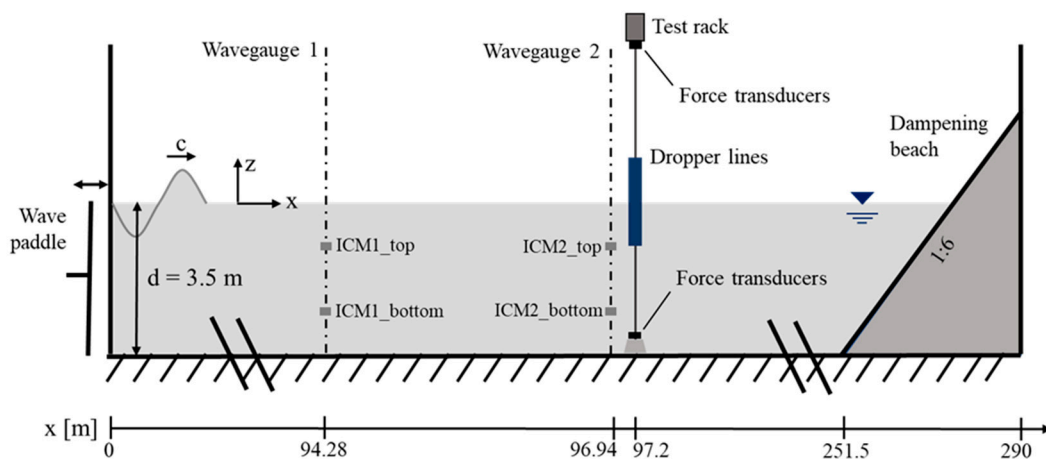 Test rack
Wavegauge 1
Wavegauge 2
Force transducers
Dampening
beach
c
z
x
Dropper lines
Wave
paddle
ICM1_top
ICM2_top
1:6
d = 3.5 m
Force transducers
ICM1_bottom
ICM2_bottom
x [m]
0
94.28
96.94
97.2
251.5
290